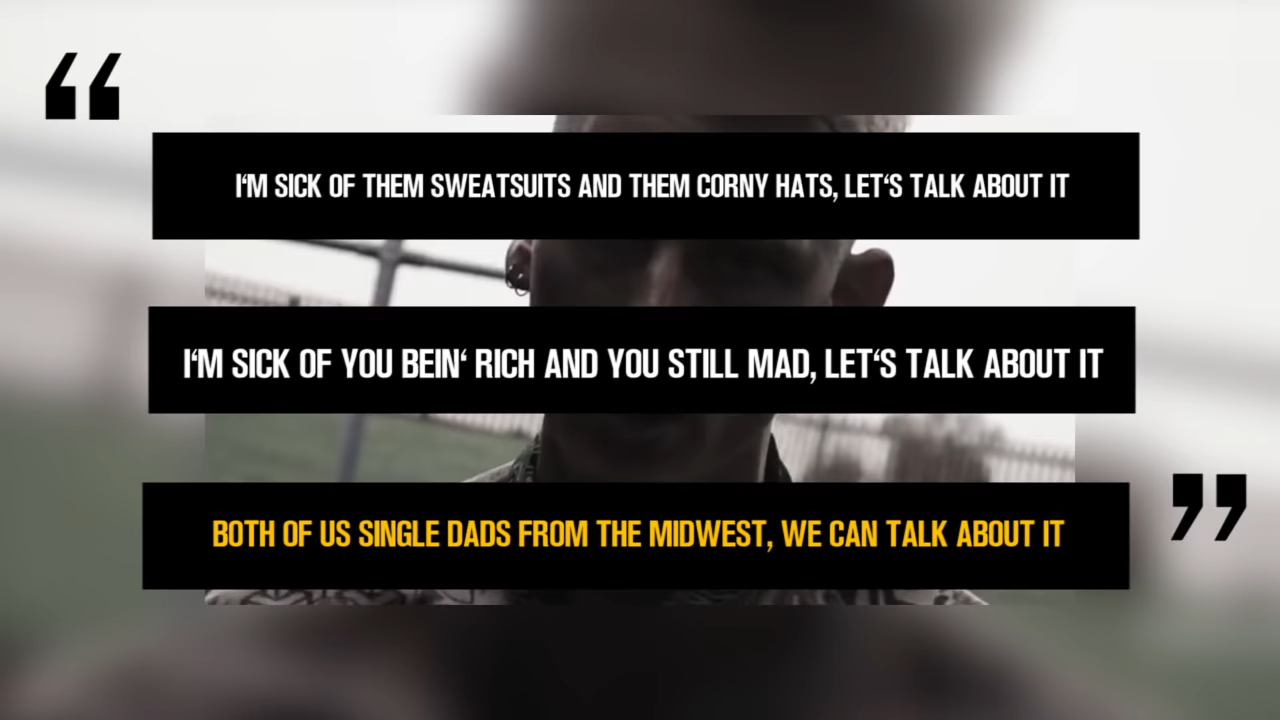 “
I‘M SICK OF THEM SWEATSUITS AND THEM CORNY HATS, LET‘S TALK ABOUT IT
I‘M SICK OF YOU BEIN‘ RICH AND YOU STILL MAD, LET‘S TALK ABOUT IT
BOTH OF US SINGLE DADS FROM THE MIDWEST, WE CAN TALK ABOUT IT
”